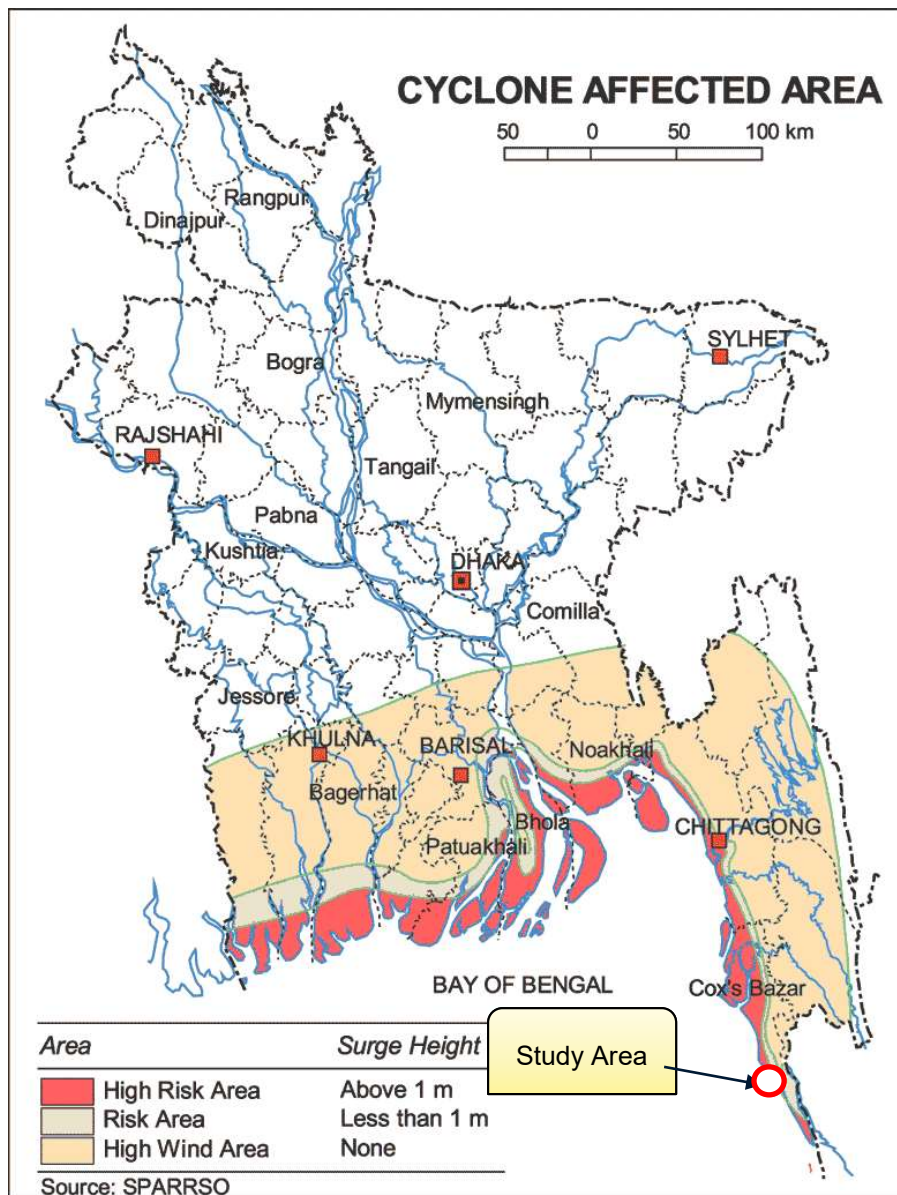 CYCLONE AFFECTED AREA
50 0 50 100 km
Rangpur
Dinajpur
SYLHET
Bogra
Mymensingh
RAJSHAHI
Tangail
Pabna
Kushtia
DHAKA
Comilla
Jessore
KHULNA
BARISAL
Noakhali
Bagerhat
Bhola
CHITTAGONG
Patuakhali
BAY OF BENGAL
Cox's Bazar
Study Area
Area Surge Height
High Risk Area Above 1 m
Risk Area Less than 1 m
High Wind Area None
Source: SPARRSO